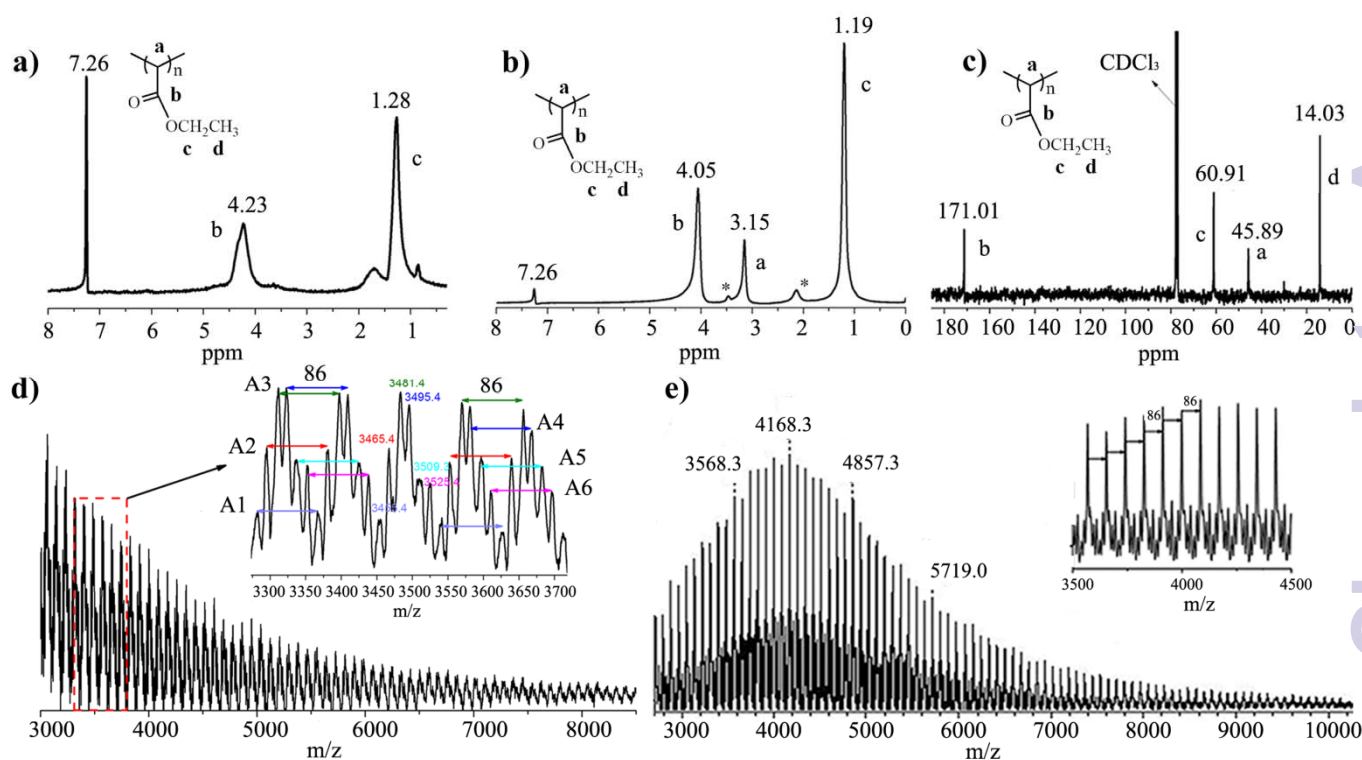 a)
7.26
a
n
b
O
OCH₂CH₃
c d
4.23
b
1.28
c
8 7 6 5 4 3 2 1
ppm
b)
a
n
b
O
OCH₂CH₃
c d
7.26
4.05
b
*
3.15
a
*
1.19
c
8 7 6 5 4 3 2 1 0
ppm
c)
a
n
b
O
OCH₂CH₃
c d
CDCl₃
171.01
b
60.91
c
45.89
a
14.03
d
180 160 140 120 100 80 60 40 20 0
ppm
d)
A3
86
3481.4
3495.4
86
A2
3465.4
A4
3509.3
A5
A1
A6
3300 3350 3400 3450 3500 3550 3600 3650 3700
m/z
3000 4000 5000 6000 7000 8000
m/z
e)
3568.3
4168.3
4857.3
5719.0
86
86
3500 4000 4500
m/z
3000 4000 5000 6000 7000 8000 9000 10000
m/z